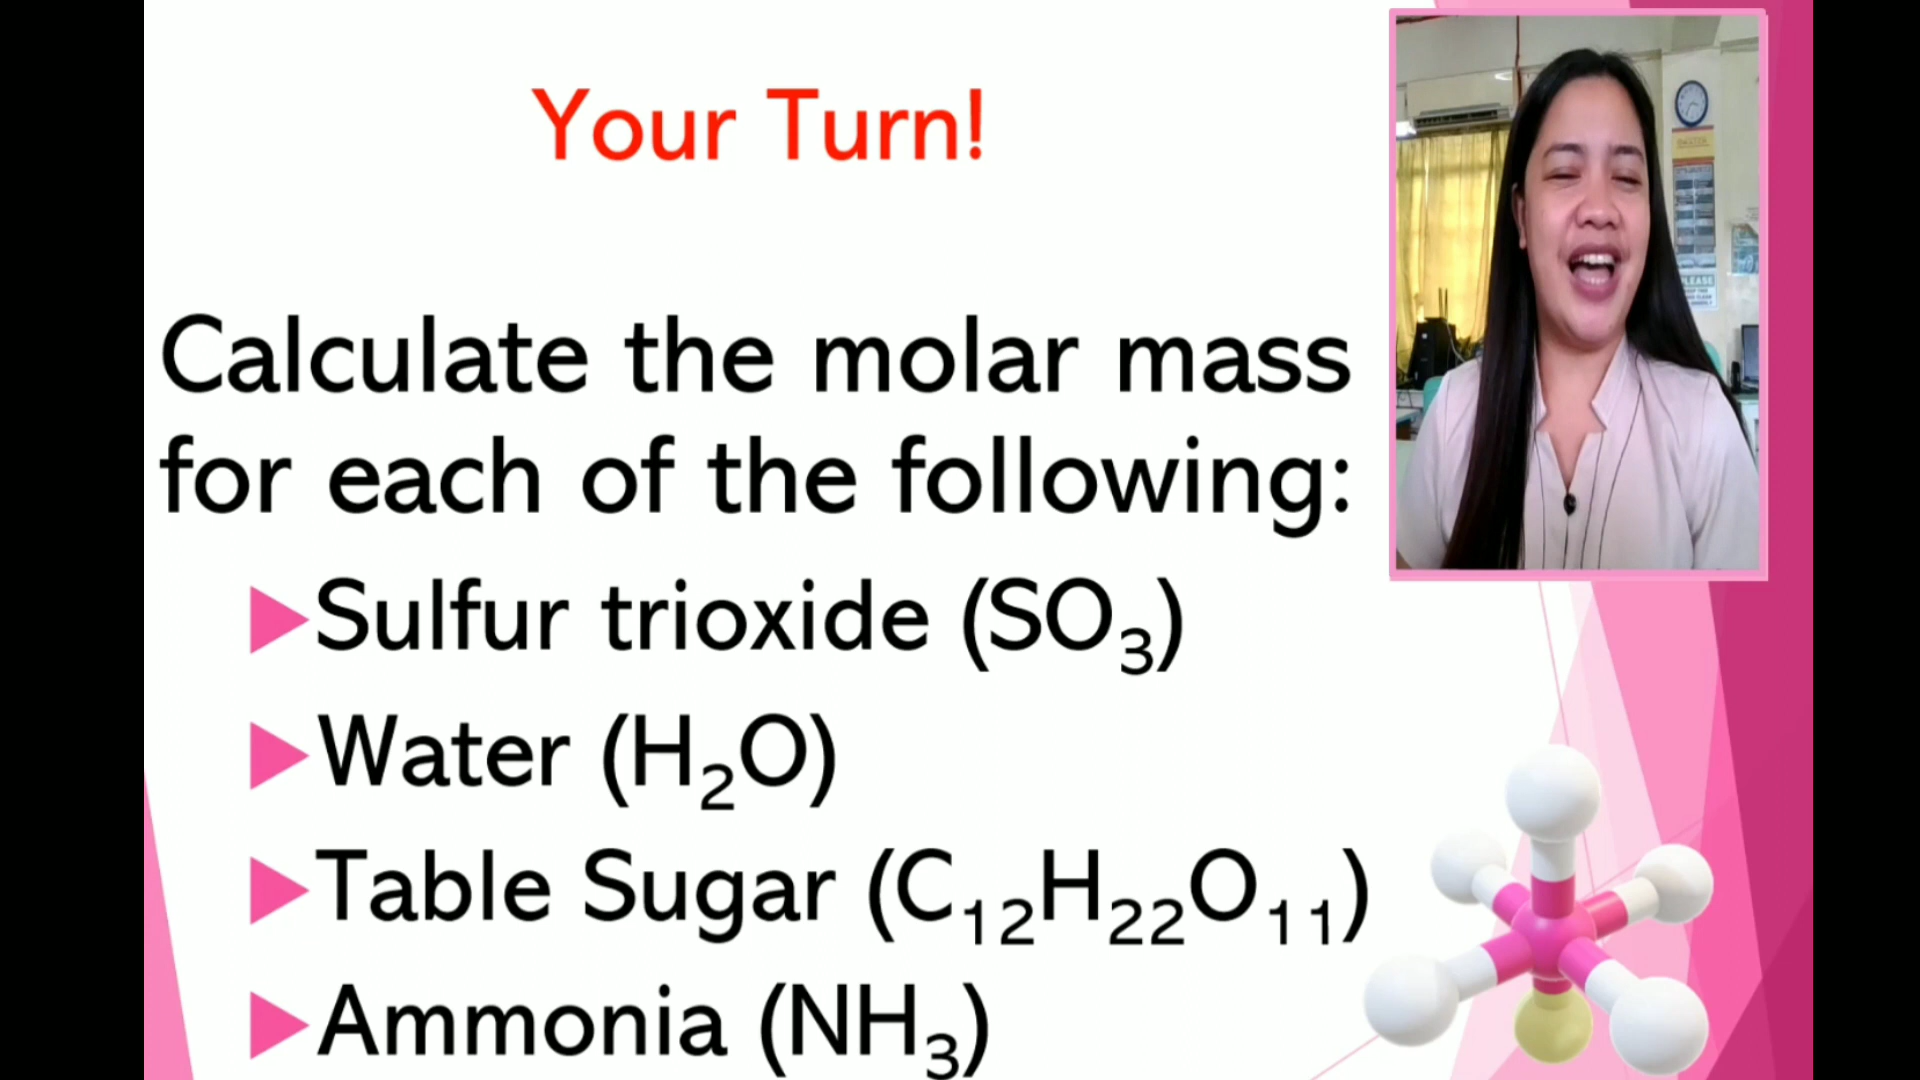 Your Turn!
Calculate the molar mass
for each of the following:
Sulfur trioxide (SO₃)
Water (H₂O)
Table Sugar (C₁₂H₂₂O₁₁)
Ammonia (NH₃)
PLEASE